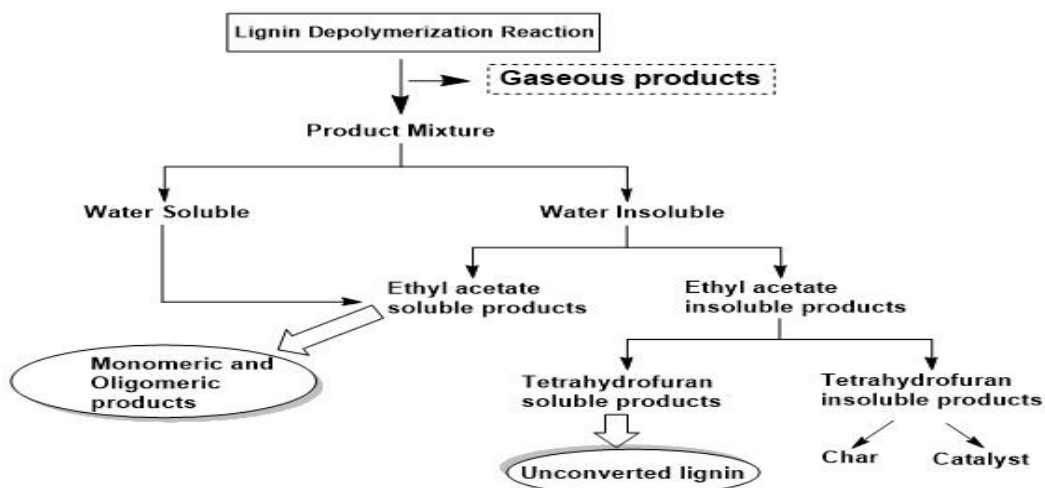 Lignin Depolymerization Reaction
Gaseous products
Product Mixture
Water Soluble
Water Insoluble
Ethyl acetate
soluble products
Ethyl acetate
insoluble products
Monomeric and
Oligomeric
products
Tetrahydrofuran
soluble products
Tetrahydrofuran
insoluble products
Unconverted lignin
Char
Catalyst